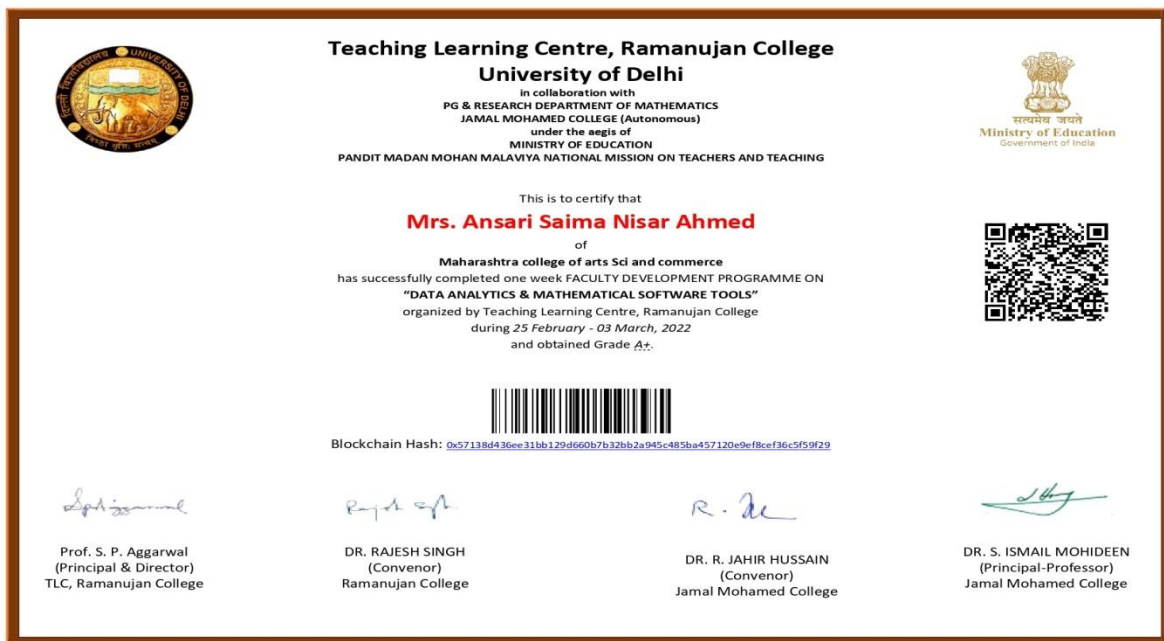 Teaching Learning Centre, Ramanujan College
University of Delhi
in collaboration with
PG & RESEARCH DEPARTMENT OF MATHEMATICS
JAMAL MOHAMED COLLEGE (Autonomous)
under the aegis of
MINISTRY OF EDUCATION
PANDIT MADAN MOHAN MALAVIYA NATIONAL MISSION ON TEACHERS AND TEACHING
सत्यमेव जयते
Ministry of Education
Government of India
This is to certify that
Mrs. Ansari Saima Nisar Ahmed
of
Maharashtra college of arts Sci and commerce
has successfully completed one week FACULTY DEVELOPMENT PROGRAMME ON
“DATA ANALYTICS & MATHEMATICAL SOFTWARE TOOLS”
organized by Teaching Learning Centre, Ramanujan College
during 25 February - 03 March, 2022
and obtained Grade A+.
Blockchain Hash: 0x57138d436ee31bb129d660b7b32bb2a945c485ba457120e9ef8cef36c5f59f29
Prof. S. P. Aggarwal
(Principal & Director)
TLC, Ramanujan College
DR. RAJESH SINGH
(Convenor)
Ramanujan College
DR. R. JAHIR HUSSAIN
(Convenor)
Jamal Mohamed College
DR. S. ISMAIL MOHIDEEN
(Principal-Professor)
Jamal Mohamed College